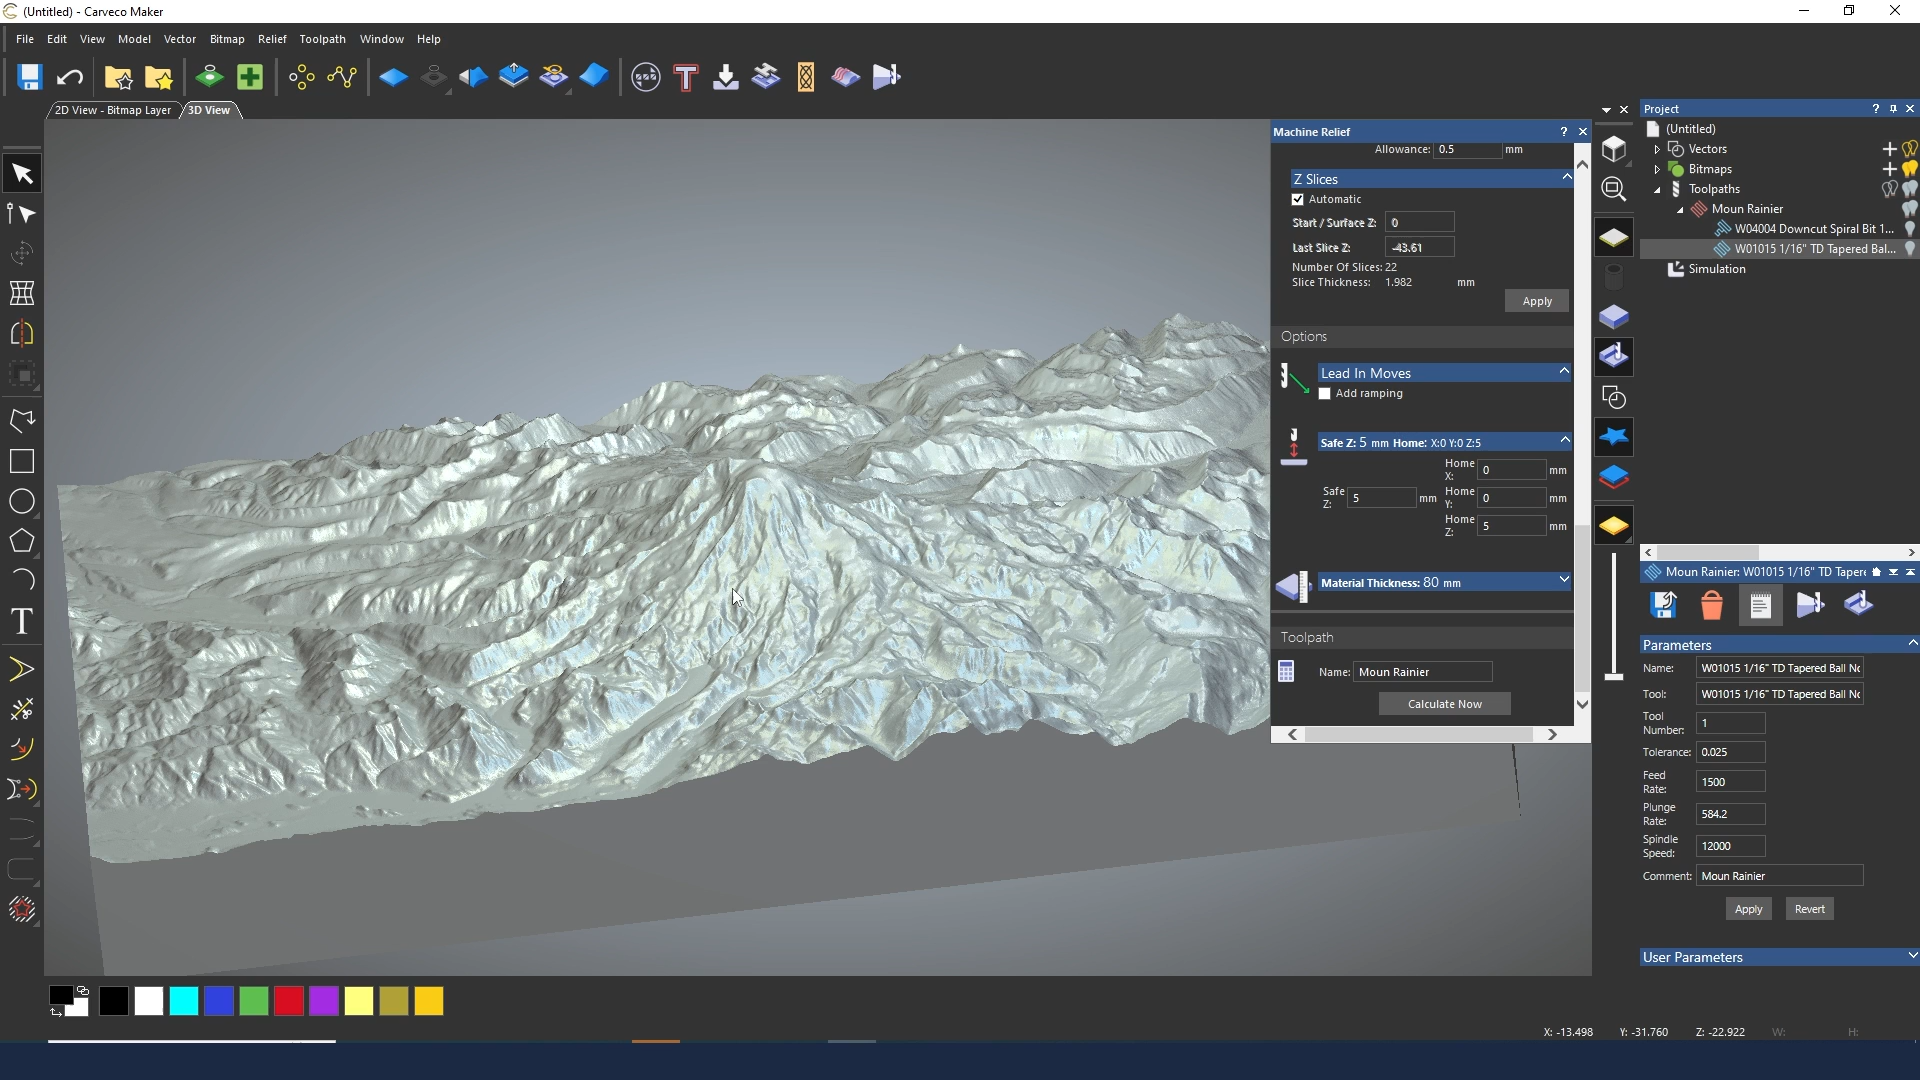 (Untitled) - Carveco Maker
File Edit View Model Vector Bitmap Relief Toolpath Window Help
2D View - Bitmap Layer
3D View
Machine Relief
Allowance: 0.5 mm
Z Slices
Automatic
Start / Surface Z: 0
Last Slice Z: -43.61
Number Of Slices: 22
Slice Thickness: 1.982 mm
Apply
Options
Lead In Moves
Add ramping
Safe Z: 5 mm Home: X:0 Y:0 Z:5
Home X: 0 mm
Safe Z: 5 mm
Home Y: 0 mm
Home Z: 5 mm
Material Thickness: 80 mm
Toolpath
Name: Moun Rainier
Calculate Now
Project
(Untitled)
Vectors
Bitmaps
Toolpaths
Moun Rainier
W04004 Downcut Spiral Bit 1...
W01015 1/16" TD Tapered Bal...
Simulation
Moun Rainier: W01015 1/16" TD Tapere
Parameters
Name: W01015 1/16" TD Tapered Ball Nc
Tool: W01015 1/16" TD Tapered Ball Nc
Tool Number: 1
Tolerance: 0.025
Feed Rate: 1500
Plunge Rate: 584.2
Spindle Speed: 12000
Comment: Moun Rainier
Apply Revert
User Parameters
X: -13.498 Y: -31.760 Z: -22.922 W: H: